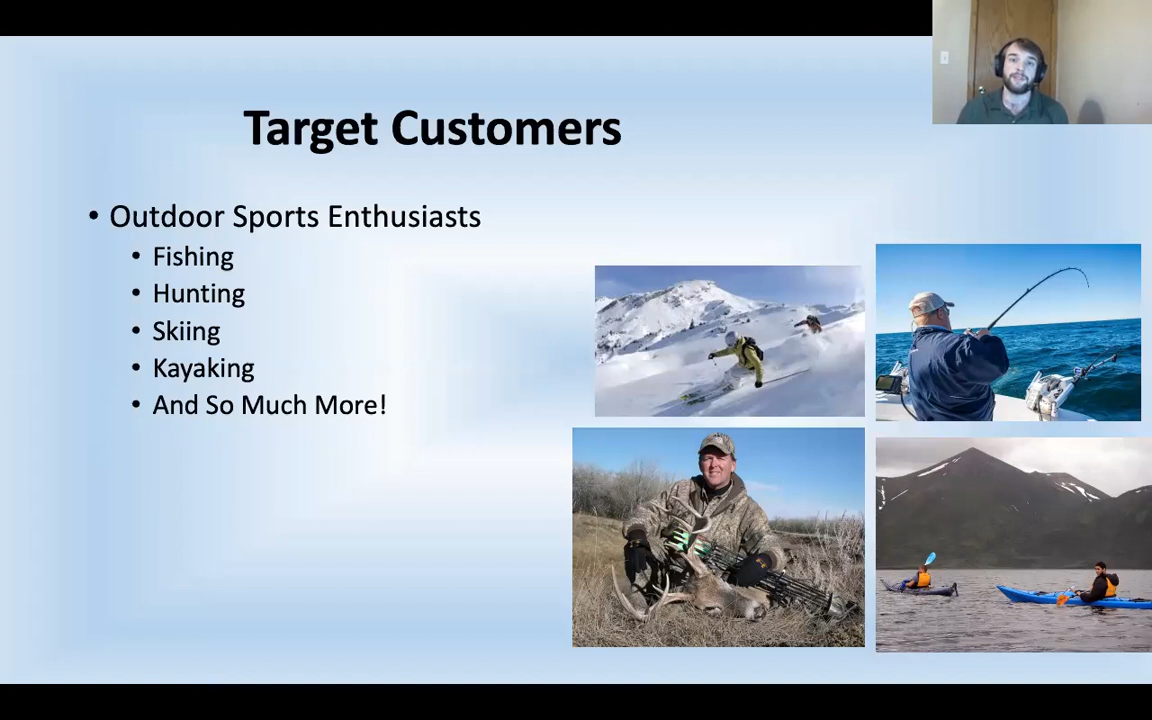 Target Customers
• Outdoor Sports Enthusiasts
• Fishing
• Hunting
• Skiing
• Kayaking
• And So Much More!